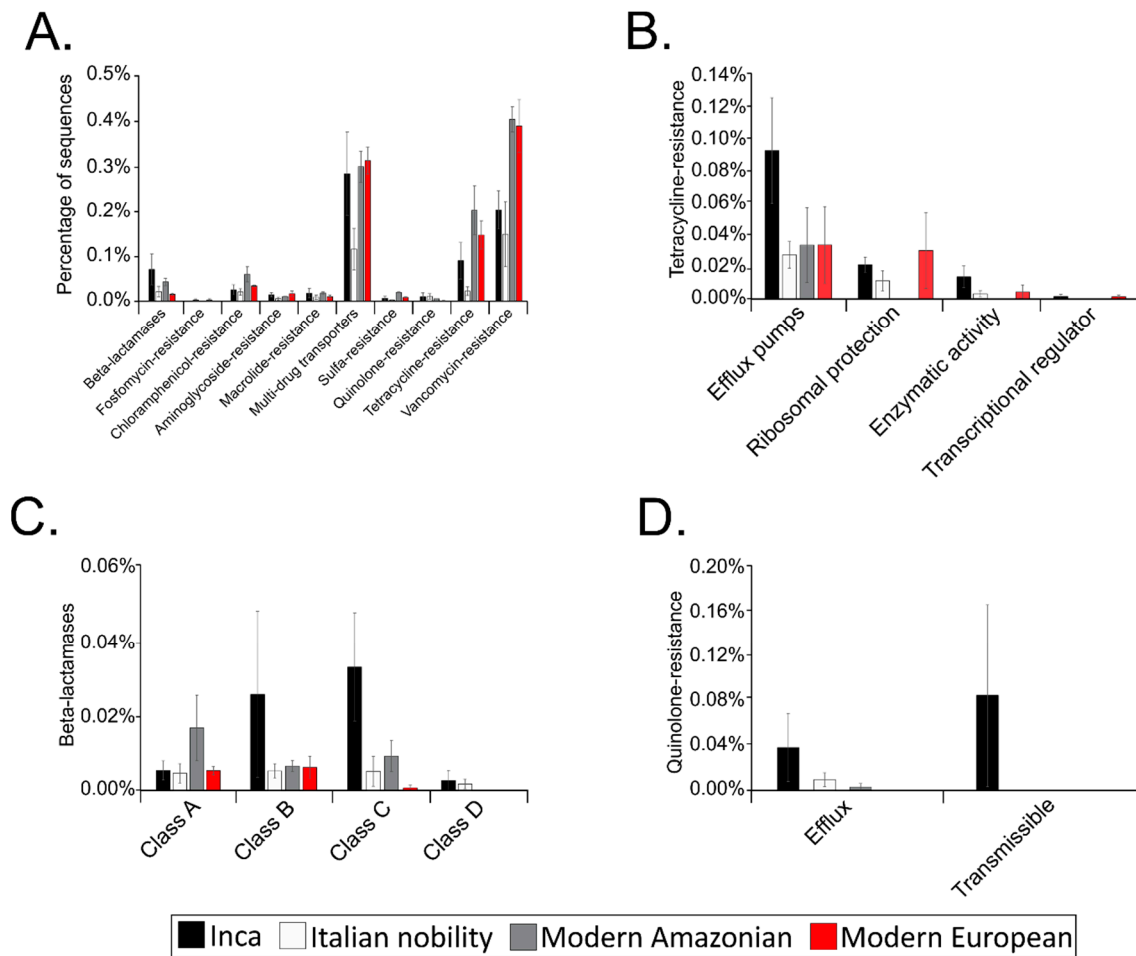 A.
Percentage of sequences
0.5%
0.4%
0.3%
0.2%
0.1%
0.0%
Beta-lactamases
Fosfomycin-resistance
Chloramphenicol-resistance
Aminoglycoside-resistance
Macrolide-resistance
Multi-drug transporters
Sulfa-resistance
Quinolone-resistance
Tetracycline-resistance
Vancomycin-resistance
B.
Tetracycline-resistance
0.14%
0.12%
0.10%
0.08%
0.06%
0.04%
0.02%
0.00%
Efflux pumps
Ribosomal protection
Enzymatic activity
Transcriptional regulator
C.
Beta-lactamases
0.06%
0.04%
0.02%
0.00%
Class A
Class B
Class C
Class D
D.
Quinolone-resistance
0.20%
0.16%
0.12%
0.08%
0.04%
0.00%
Efflux
Transmissible
Inca Italian nobility Modern Amazonian Modern European